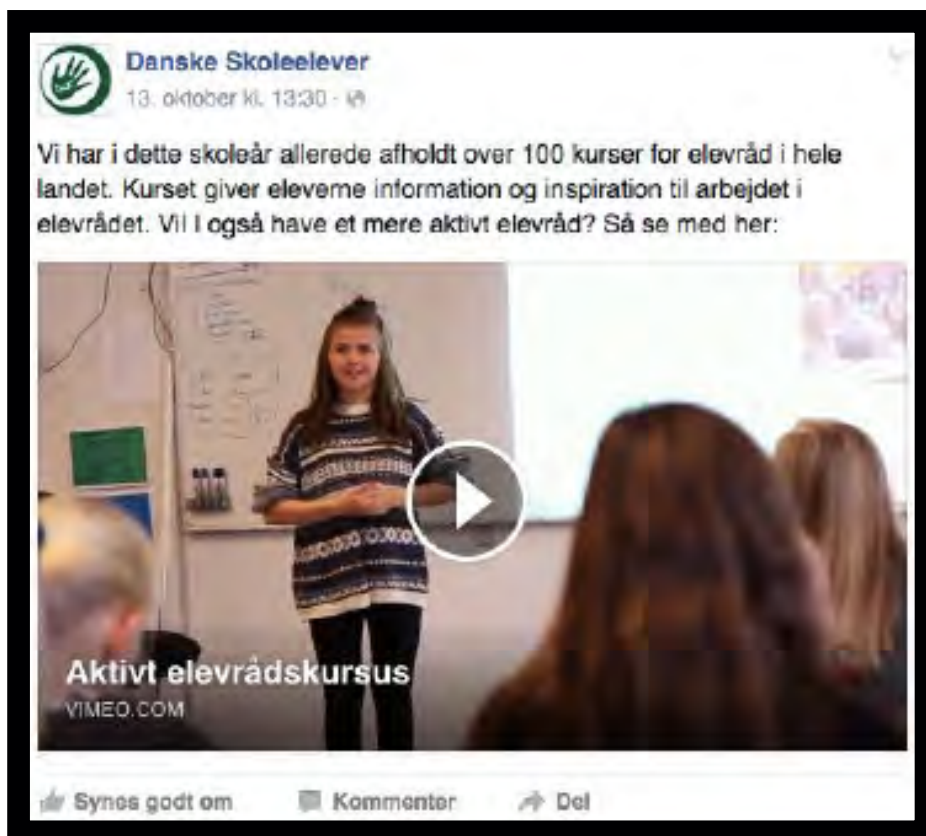 Danske Skoleelever
13. oktober kl. 13:30
Vi har i dette skoleår allerede afholdt over 100 kurser for elevråd i hele
landet. Kurset giver eleverne information og inspiration til arbejdet i
elevrådet. Vil I også have et mere aktivt elevråd? Så se med her:
Aktivt elevrådskursus
VIMEO.COM
Synes godt om Kommenter Del